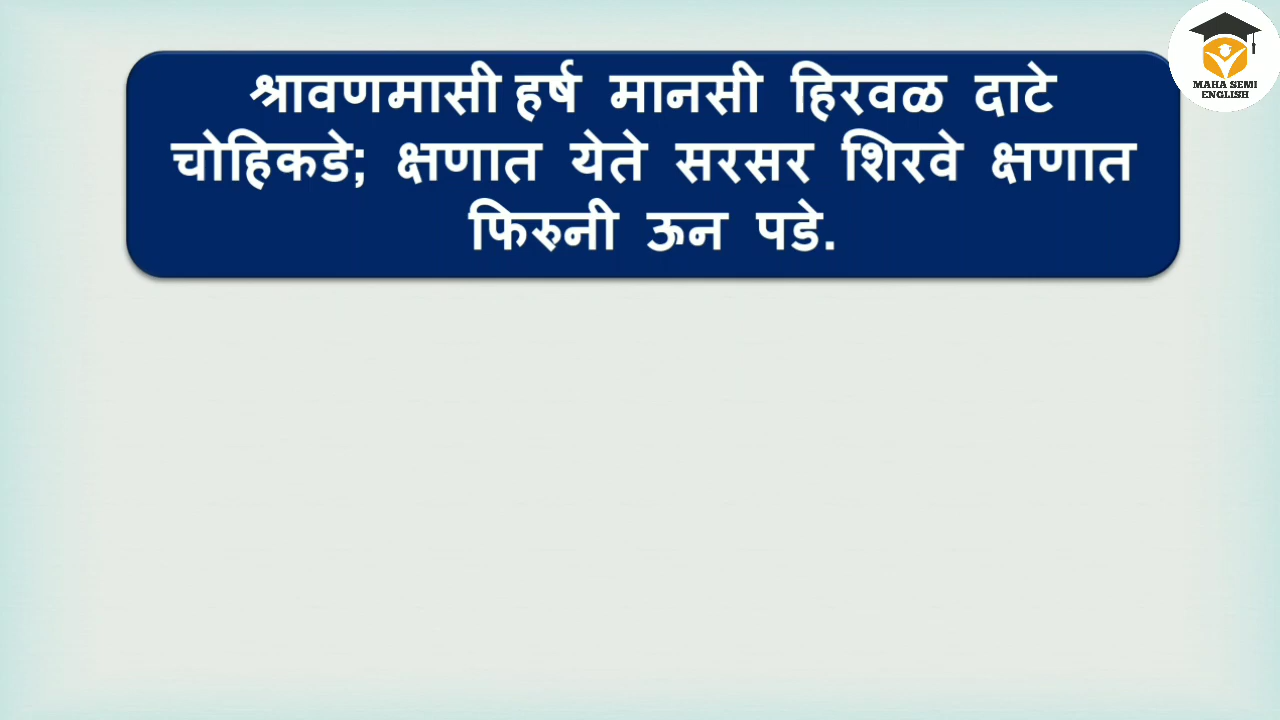 श्रावणमासी हर्ष मानसी हिरवळ दाटे
चोहिकडे; क्षणात येते सरसर शिरवे क्षणात
फिरुनी ऊन पडे.
MAHA SEMI
ENGLISH